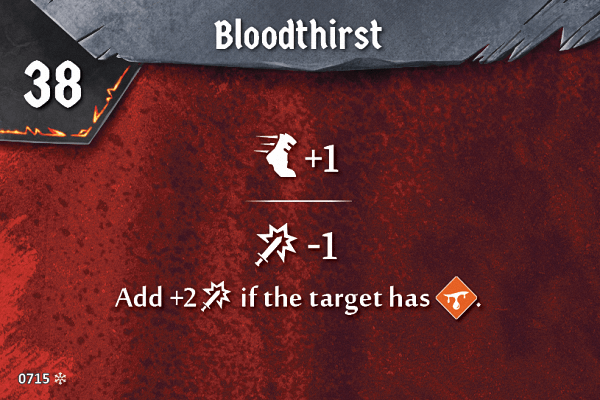 Bloodthirst
38
+1
-1
Add +2 if the target has .
0715